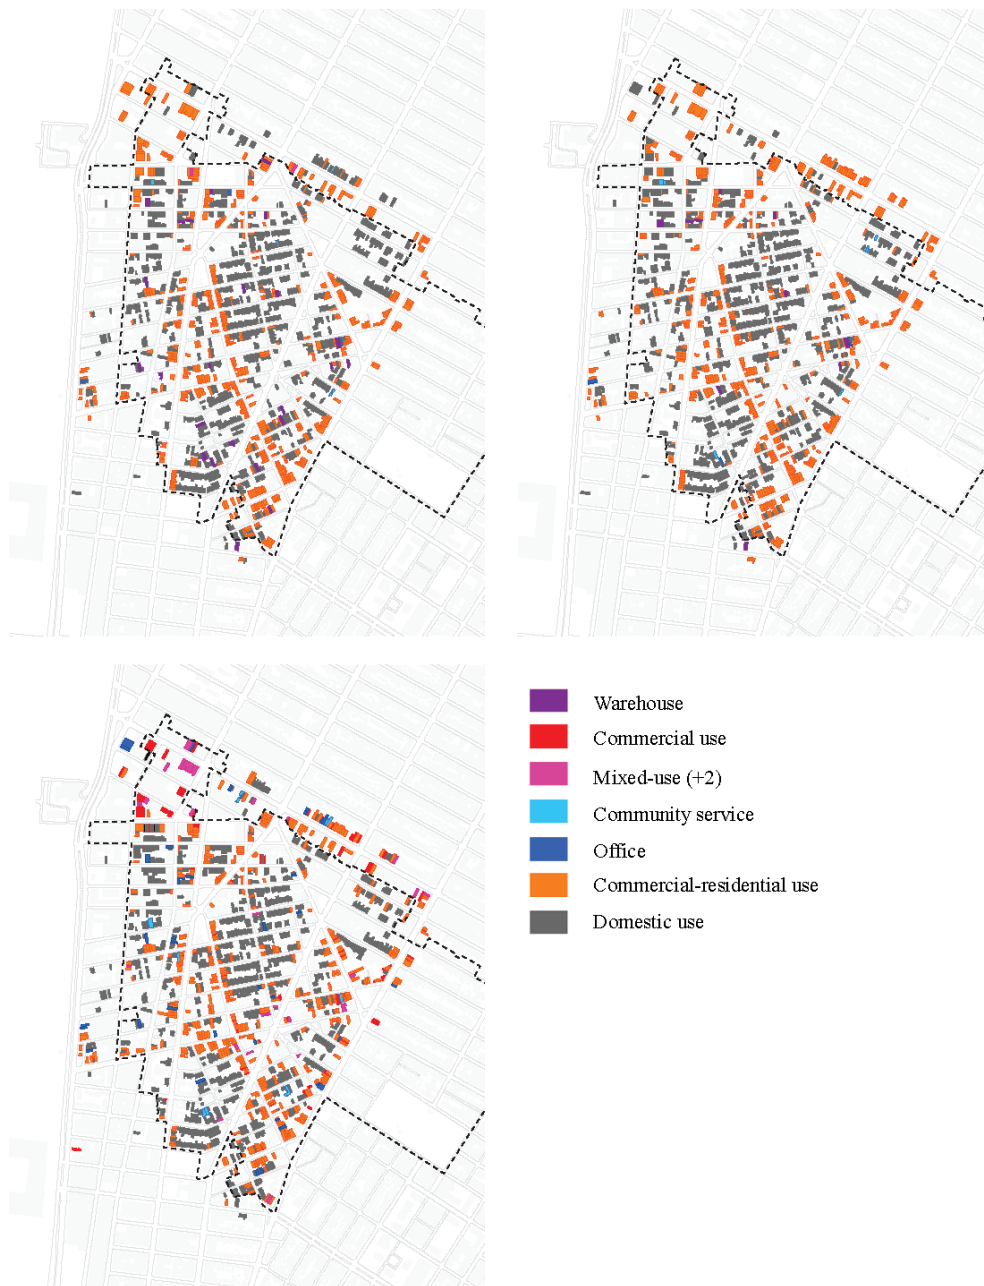 Warehouse
Commercial use
Mixed-use (+2)
Community service
Office
Commercial-residential use
Domestic use